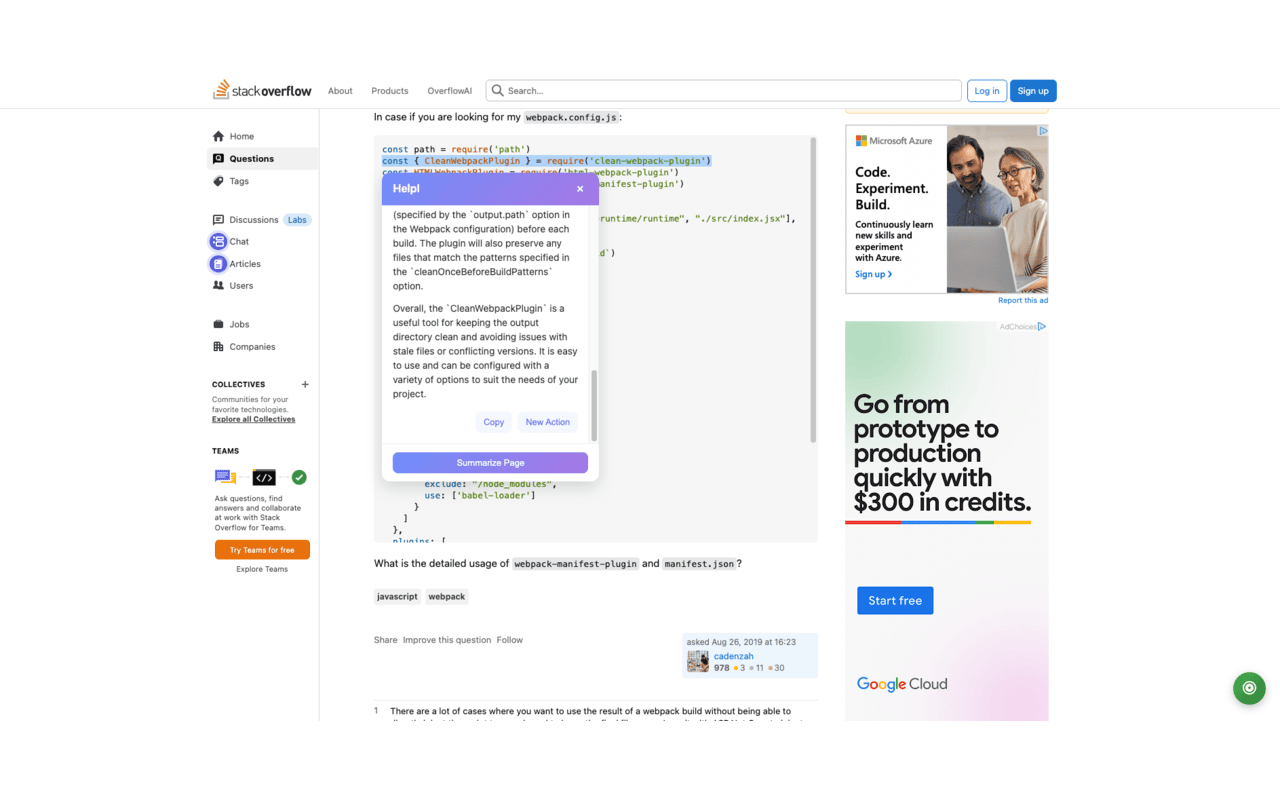 stack overflow
About
Products
OverflowAI
Search...
Log in
Sign up
Home
Questions
Tags
Discussions Labs
Chat
Articles
Users
Jobs
Companies
COLLECTIVES +
Communities for your
favorite technologies.
Explore all Collectives
TEAMS
</>
Ask questions, find
answers and collaborate
at work with Stack
Overflow for Teams.
Try Teams for free
Explore Teams
In case if you are looking for my webpack.config.js:
const path = require('path')
const { CleanWebpackPlugin } = require('clean-webpack-plugin')
const HTMLWebpackPlugin = require('html-webpack-plugin')
manifest-plugin')
runtime/runtime", "./src/index.jsx"],
d`)
HelpI
×
(specified by the `output.path` option in
the Webpack configuration) before each
build. The plugin will also preserve any
files that match the patterns specified in
the `cleanOnceBeforeBuildPatterns`
option.
Overall, the `CleanWebpackPlugin` is a
useful tool for keeping the output
directory clean and avoiding issues with
stale files or conflicting versions. It is easy
to use and can be configured with a
variety of options to suit the needs of your
project.
Copy
New Action
Summarize Page
exclude: "/node_modules",
use: ['babel-loader']
}
]
},
plugins: [
What is the detailed usage of webpack-manifest-plugin and manifest.json?
javascript
webpack
Share Improve this question Follow
asked Aug 26, 2019 at 16:23
cadenzah
978 3 11 30
1 There are a lot of cases where you want to use the result of a webpack build without being able to
Microsoft Azure
Code.
Experiment.
Build.
Continuously learn
new skills and
experiment
with Azure.
Sign up >
Report this ad
AdChoices
Go from
prototype to
production
quickly with
$300 in credits.
Start free
Google Cloud